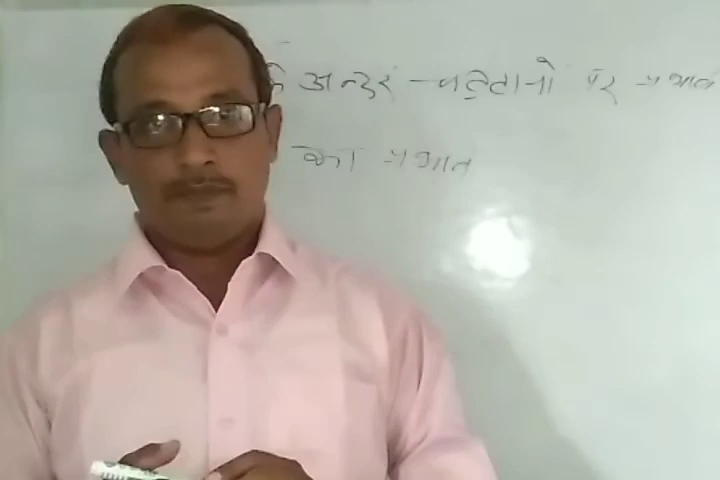 के अन्दर चट्टानों पर प्रभाव
का प्रभाव